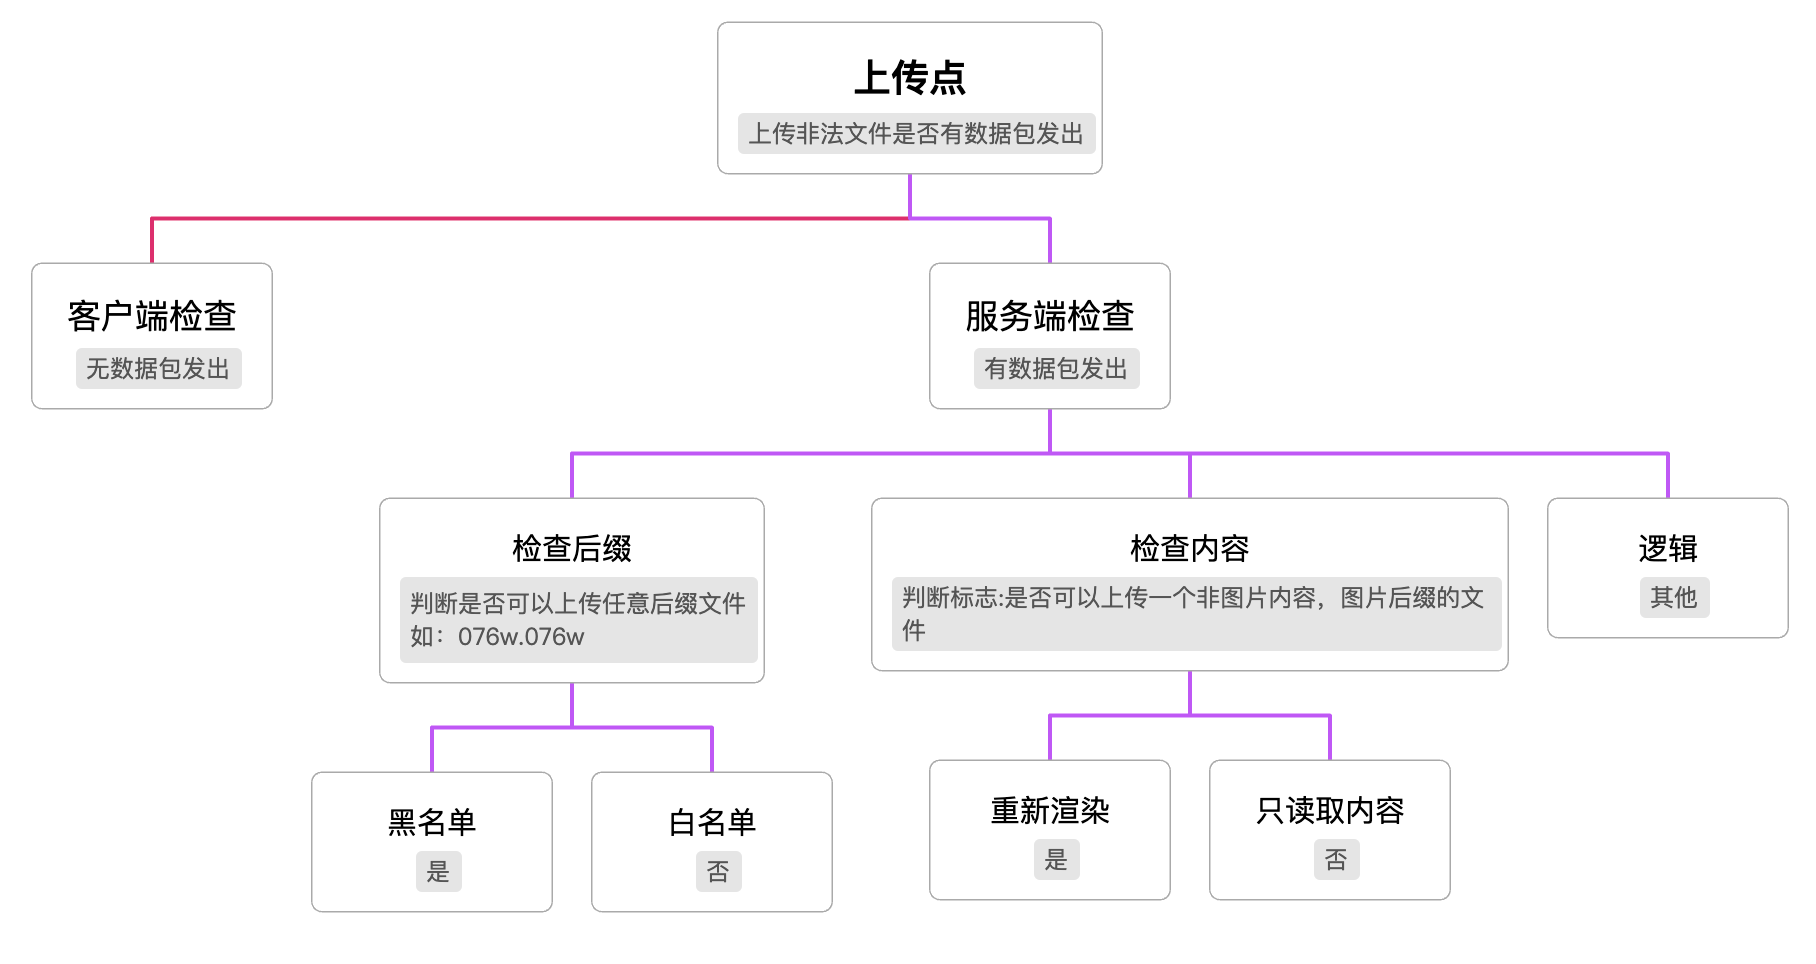 上传点
上传非法文件是否有数据包发出
客户端检查
无数据包发出
服务端检查
有数据包发出
检查后缀
判断是否可以上传任意后缀文件
如：076w.076w
检查内容
判断标志:是否可以上传一个非图片内容，图片后缀的文
件
逻辑
其他
黑名单
是
白名单
否
重新渲染
是
只读取内容
否